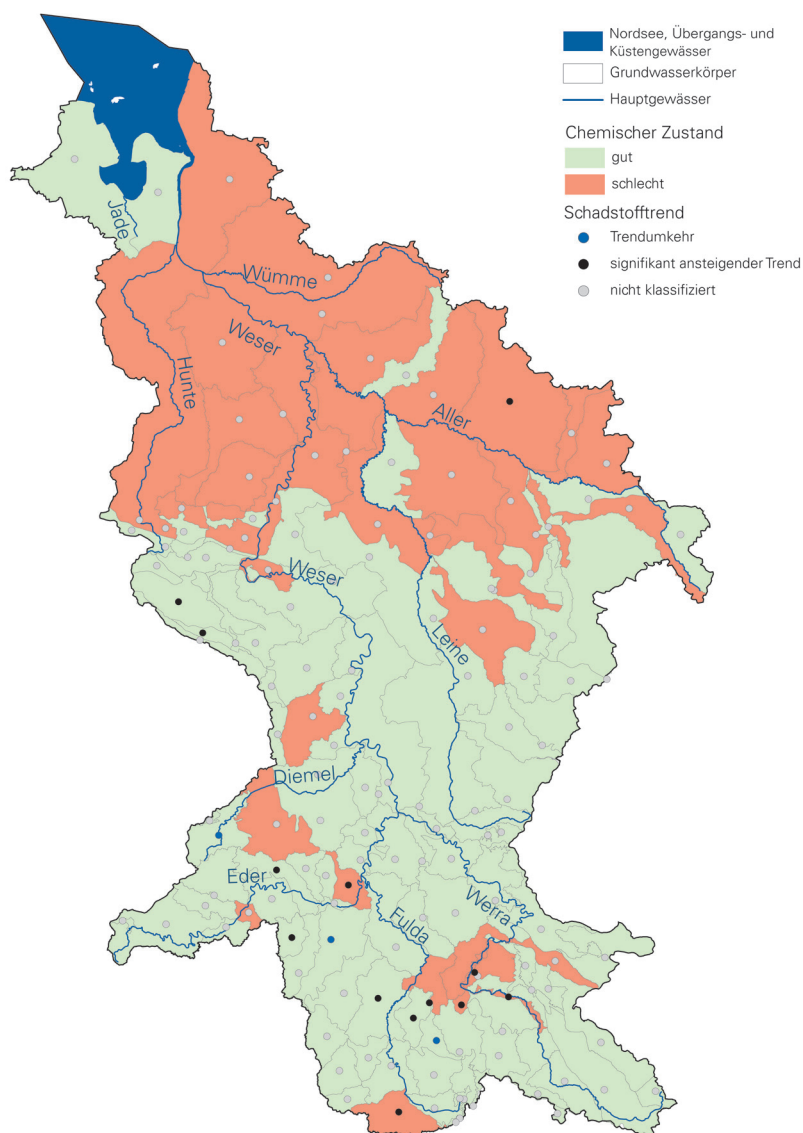 Nordsee, Übergangs- und
Küstengewässer
Grundwasserkörper
Hauptgewässer
Chemischer Zustand
gut
schlecht
Schadstofftrend
Trendumkehr
signifikant ansteigender Trend
nicht klassifiziert
Jade
Wümme
Weser
Hunte
Aller
Weser
Leine
Diemel
Eder
Fulda
Werra